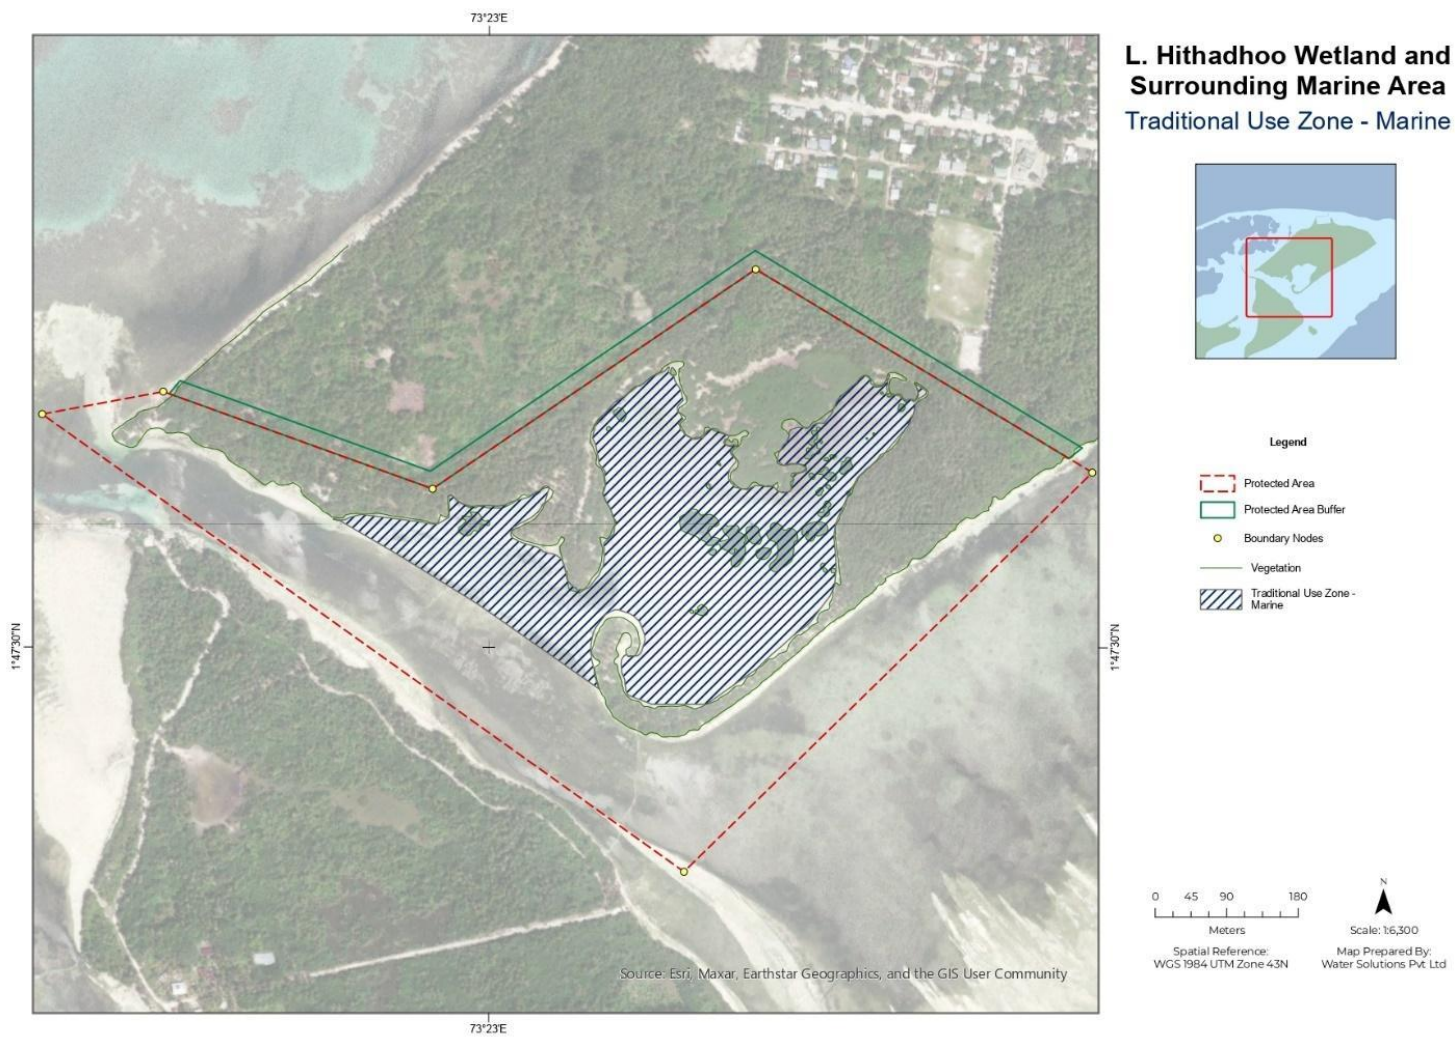 73°23'E
L. Hithadhoo Wetland and
Surrounding Marine Area
Traditional Use Zone - Marine
Legend
Protected Area
Protected Area Buffer
Boundary Nodes
Vegetation
Traditional Use Zone -
Marine
1°47'30"N
1°47'30"N
0 45 90 180
Meters
N
Scale: 1:6,300
Spatial Reference:
WGS 1984 UTM Zone 43N
Map Prepared By:
Water Solutions Pvt Ltd
Source: Esri, Maxar, Earthstar Geographics, and the GIS User Community
73°23'E